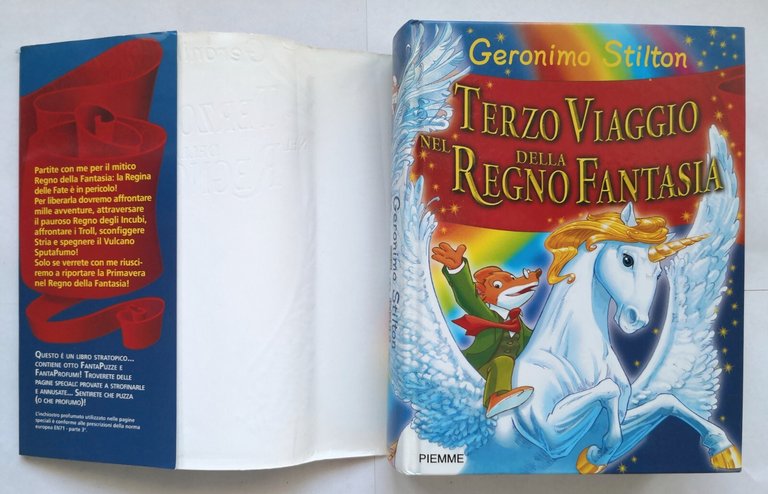 Partite con me per il mitico
Regno della Fantasia: la Regina
delle Fate è in pericolo!
Per liberarla dovremo affrontare
mille avventure, attraversare
il pauroso Regno degli Incubi,
affrontare i Troll, sconfiggere
Stria e spegnere il Vulcano
Sputafumo!
Solo se verrete con me riusci-
remo a riportare la Primavera
nel Regno della Fantasia!
QUESTO È UN LIBRO STRATOPICO...
CONTIENE OTTO FANTAPUZZE E
FANTAPROFUMI! TROVERETE DELLE
PAGINE SPECIALI: PROVATE A STROFINARLE
E ANNUSATE... SENTIRETE CHE PUZZA
(O CHE PROFUMO)!
L'inchiostro profumato utilizzato nelle pagine
speciali è conforme alle prescrizioni della norma
europea EN71 - parte 3ª.
Geronimo Stilton
TERZO VIAGGIO
NEL REGNO DELLA FANTASIA
Geronimo Stilton
PIEMME